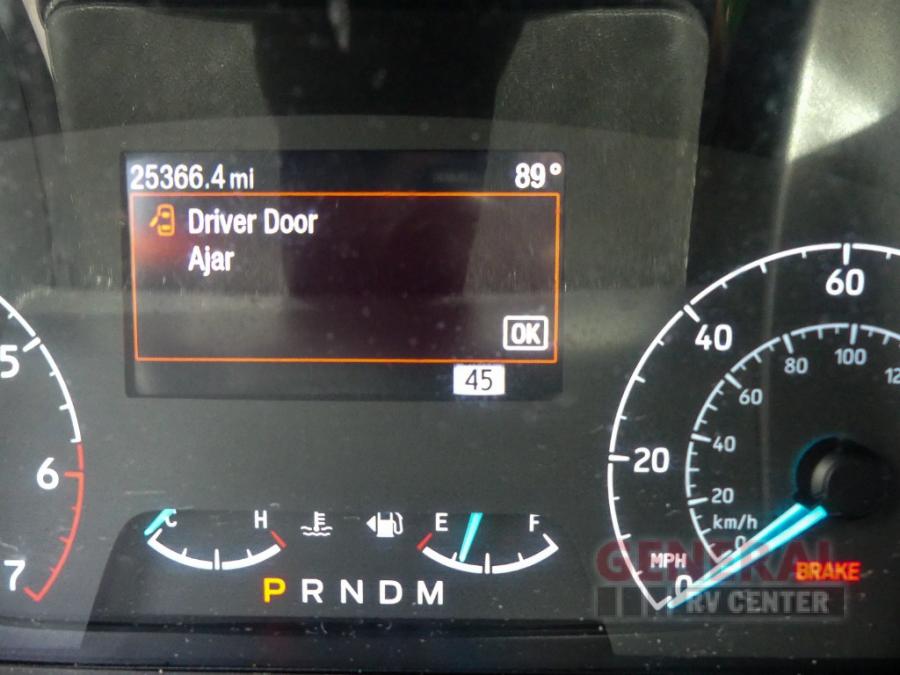 25366.4 mi 89°
Driver Door
Ajar
OK
45
5
6
7
C H
E F
P R N D M
60
40
20
0
MPH
100
80
60
40
20
km/h
0
BRAKE
GENERAL
RV CENTER